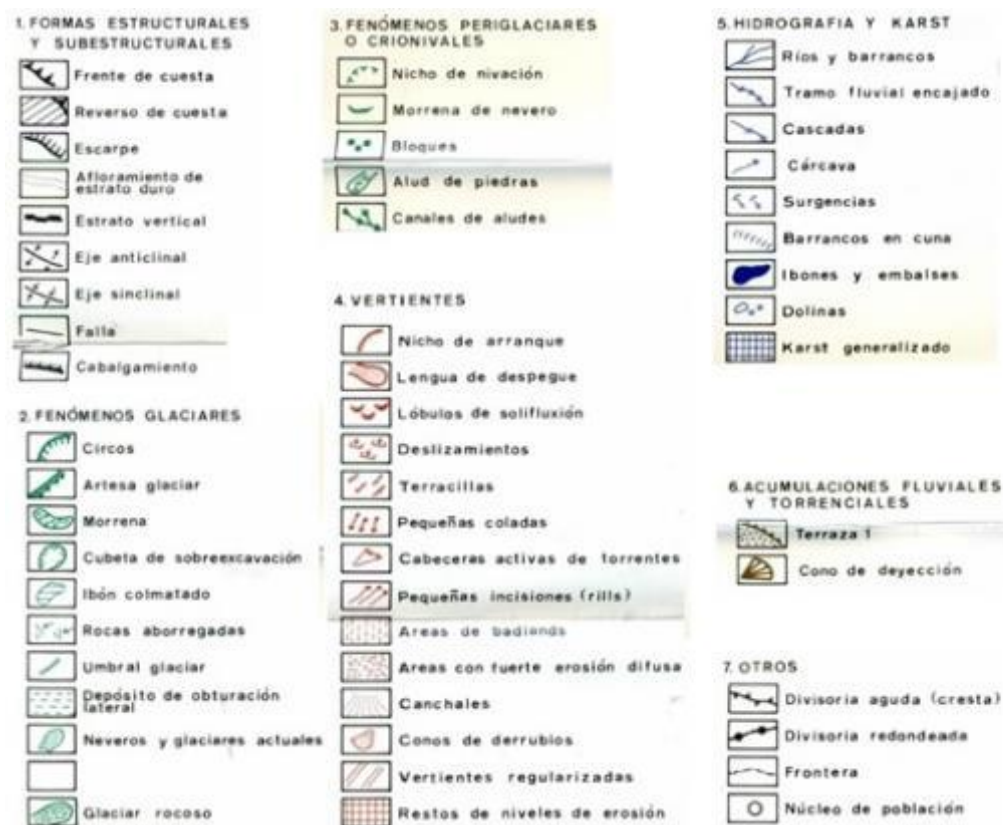 1. FORMAS ESTRUCTURALES
Y SUBESTRUCTURALES
Frente de cuesta
Reverso de cuesta
Escarpe
Afloramiento de
estrato duro
Estrato vertical
Eje anticlinal
Eje sinclinal
Falla
Cabalgamiento
2. FENÓMENOS GLACIARES
Circos
Artesa glaciar
Morrena
Cubeta de sobreexcavación
Ibón colmatado
Rocas aborregadas
Umbral glaciar
Depósito de obturación
lateral
Neveros y glaciares actuales
Glaciar rocoso
3. FENÓMENOS PERIGLACIARES
O CRIONIVALES
Nicho de nivación
Morrena de nevero
Bloques
Alud de piedras
Canales de aludes
4. VERTIENTES
Nicho de arranque
Lengua de despegue
Lóbulos de solifluxión
Deslizamientos
Terracillas
Pequeñas coladas
Cabeceras activas de torrentes
Pequeñas incisiones (rills)
Areas de badlands
Areas con fuerte erosión difusa
Canchales
Conos de derrubios
Vertientes regularizadas
Restos de niveles de erosión
5. HIDROGRAFIA Y KARST
Ríos y barrancos
Tramo fluvial encajado
Cascadas
Cárcava
Surgencias
Barrancos en cuna
Ibones y embalses
Dolinas
Karst generalizado
6. ACUMULACIONES FLUVIALES
Y TORRENCIALES
Terraza 1
Cono de deyección
7. OTROS
Divisoria aguda (cresta)
Divisoria redondeada
Frontera
Núcleo de población